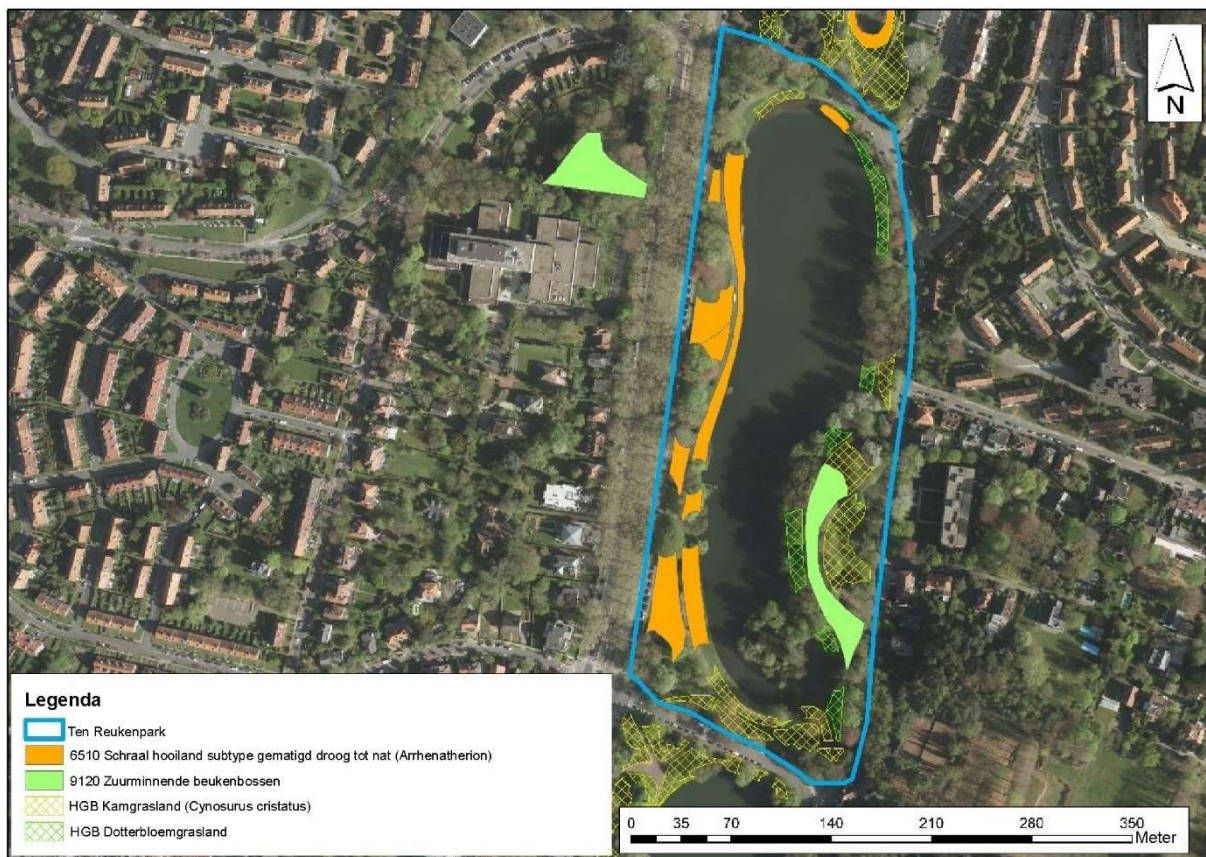 N
Legenda
Ten Reukenpark
6510 Schraal hooiland subtype gematigd droog tot nat (Arrhenatherion)
9120 Zuurminnende beukenbossen
HGB Kamgrasland (Cynosurus cristatus)
HGB Dotterbloemgrasland
0 35 70 140 210 280 350
Meter